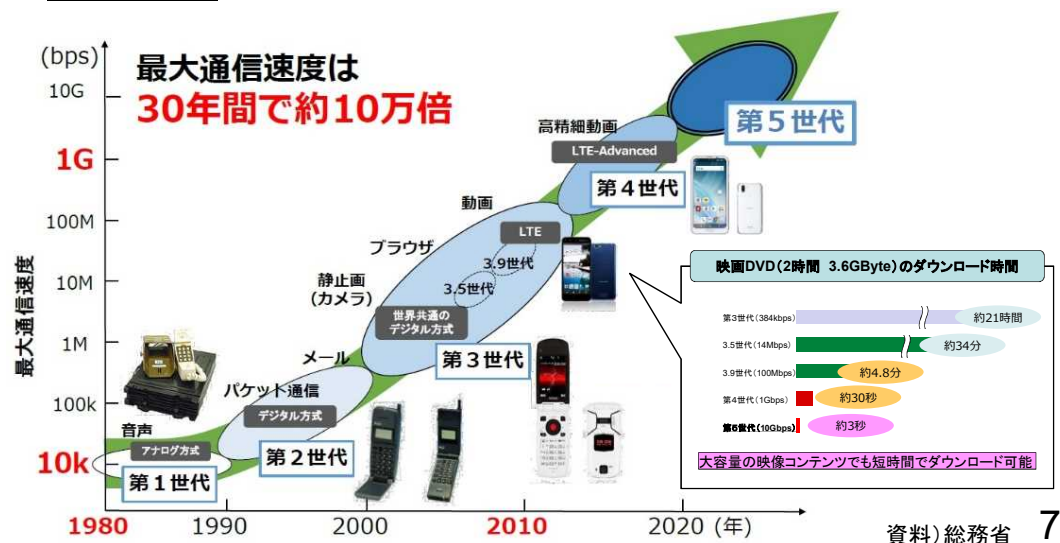 (bps)
10G
1G
100M
10M
1M
100k
10k
最大通信速度
最大通信速度は
30年間で約10万倍
音声
アナログ方式
第１世代
パケット通信
メール
デジタル方式
第２世代
静止画
(カメラ)
ブラウザ
動画
世界共通の
デジタル方式
3.5世代
3.9世代
LTE
第３世代
高精細動画
LTE-Advanced
第４世代
第５世代
映画DVD(2時間 3.6GByte)のダウンロード時間
第3世代(384kbps) 約21時間
3.5世代(14Mbps) 約34分
3.9世代(100Mbps) 約4.8分
第4世代(1Gbps) 約30秒
世代(10Gbps) 約3秒
大容量の映像コンテンツでも短時間でダウンロード可能
1980 1990 2000 2010 2020 (年)
資料)総務省 7